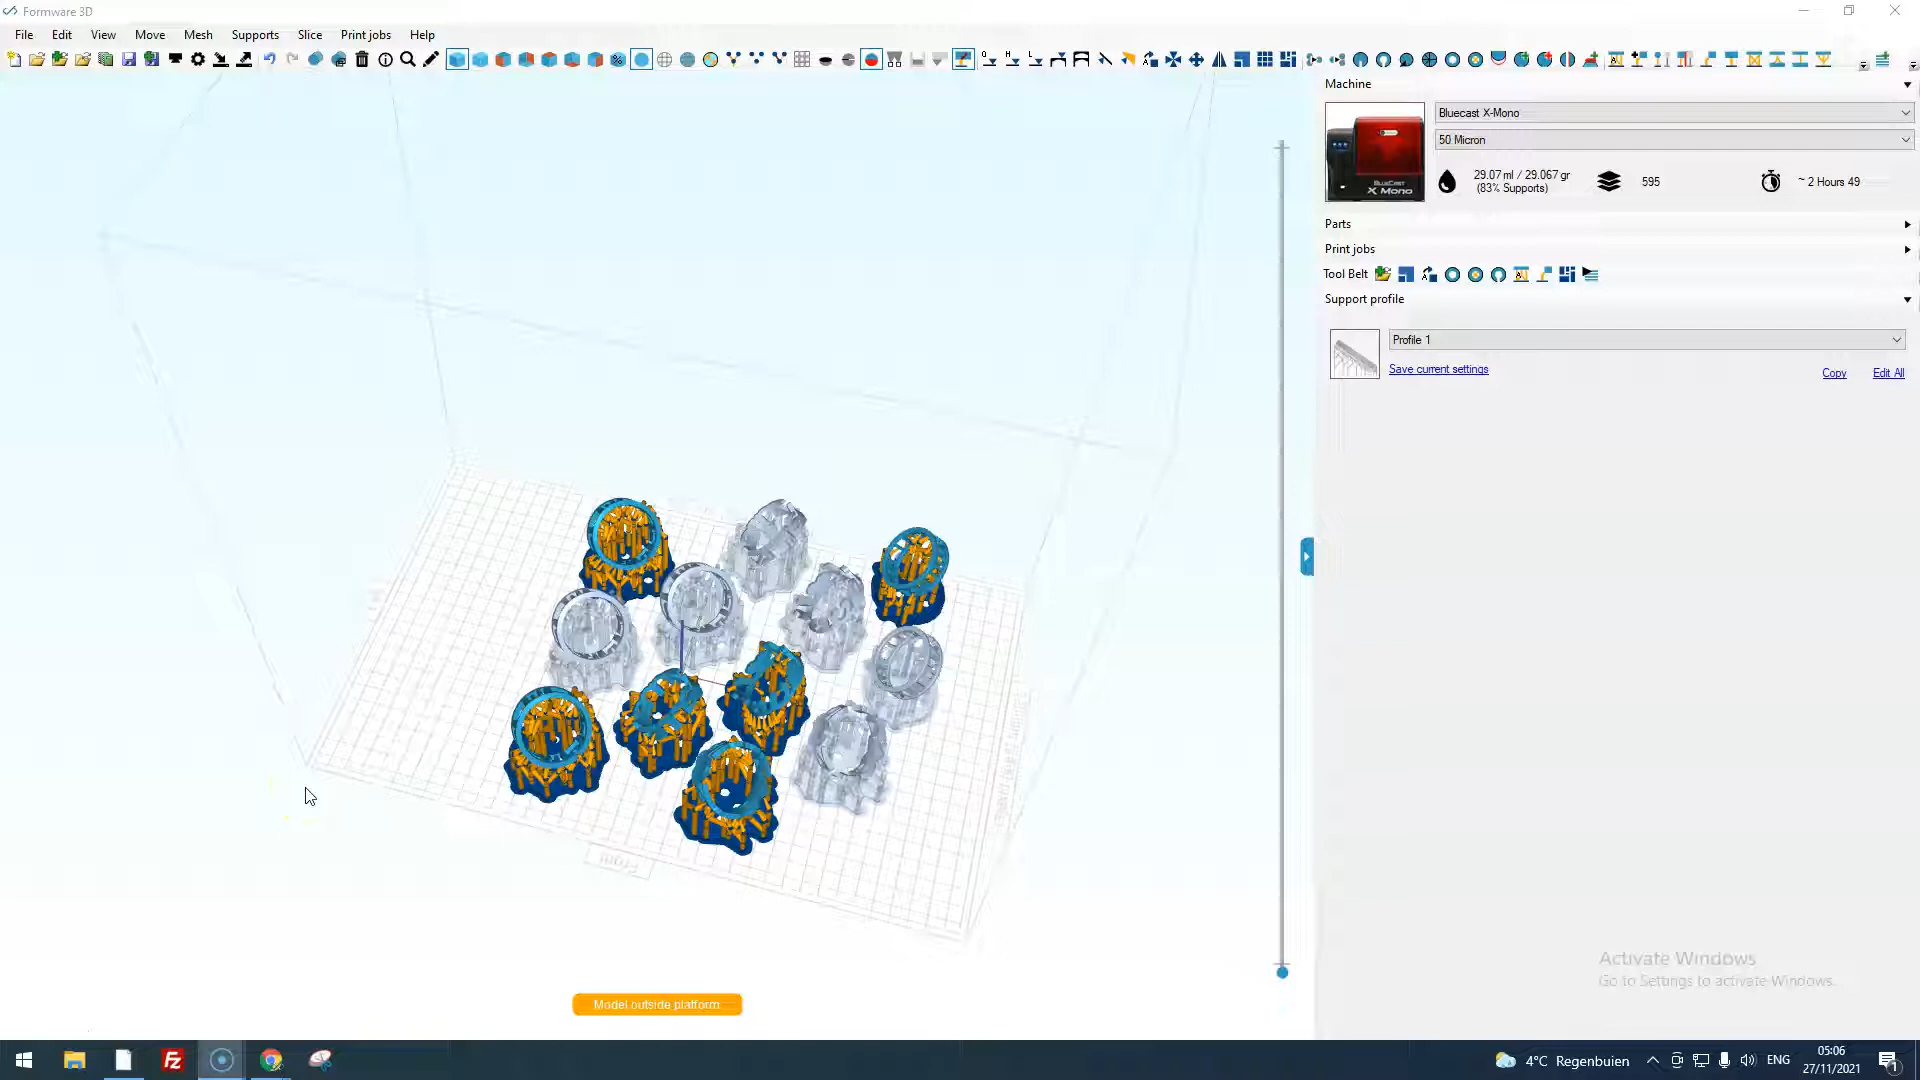 Formware 3D
File Edit View Move Mesh Supports Slice Print jobs Help
Machine
Bluecast X-Mono
50 Micron
BLUECAST
X MONO
29.07 ml / 29.067 gr
(83% Supports)
595
~ 2 Hours 49
Parts
Print jobs
Tool Belt
Support profile
Profile 1
Save current settings
Copy
Edit All
Activate Windows
Go to Settings to activate Windows.
Model outside platform
4°C Regenbuien
ENG
05:06
27/11/2021